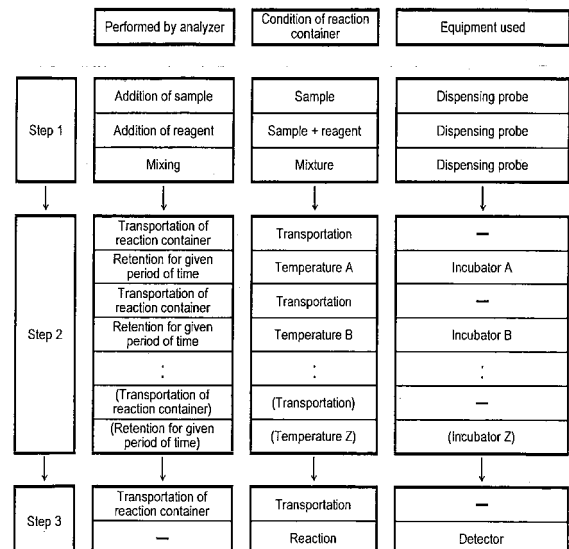 Performed by analyzer
Condition of reaction
container
Equipment used
Step 1
Addition of sample
Sample
Dispensing probe
Addition of reagent
Sample + reagent
Dispensing probe
Mixing
Mixture
Dispensing probe
Step 2
Transportation of
reaction container
Transportation
—
Retention for given
period of time
Temperature A
Incubator A
Transportation of
reaction container
Transportation
—
Retention for given
period of time
Temperature B
Incubator B
:
:
:
(Transportation of
reaction container)
(Transportation)
—
(Retention for given
period of time)
(Temperature Z)
(Incubator Z)
Step 3
Transportation of
reaction container
Transportation
—
—
Reaction
Detector